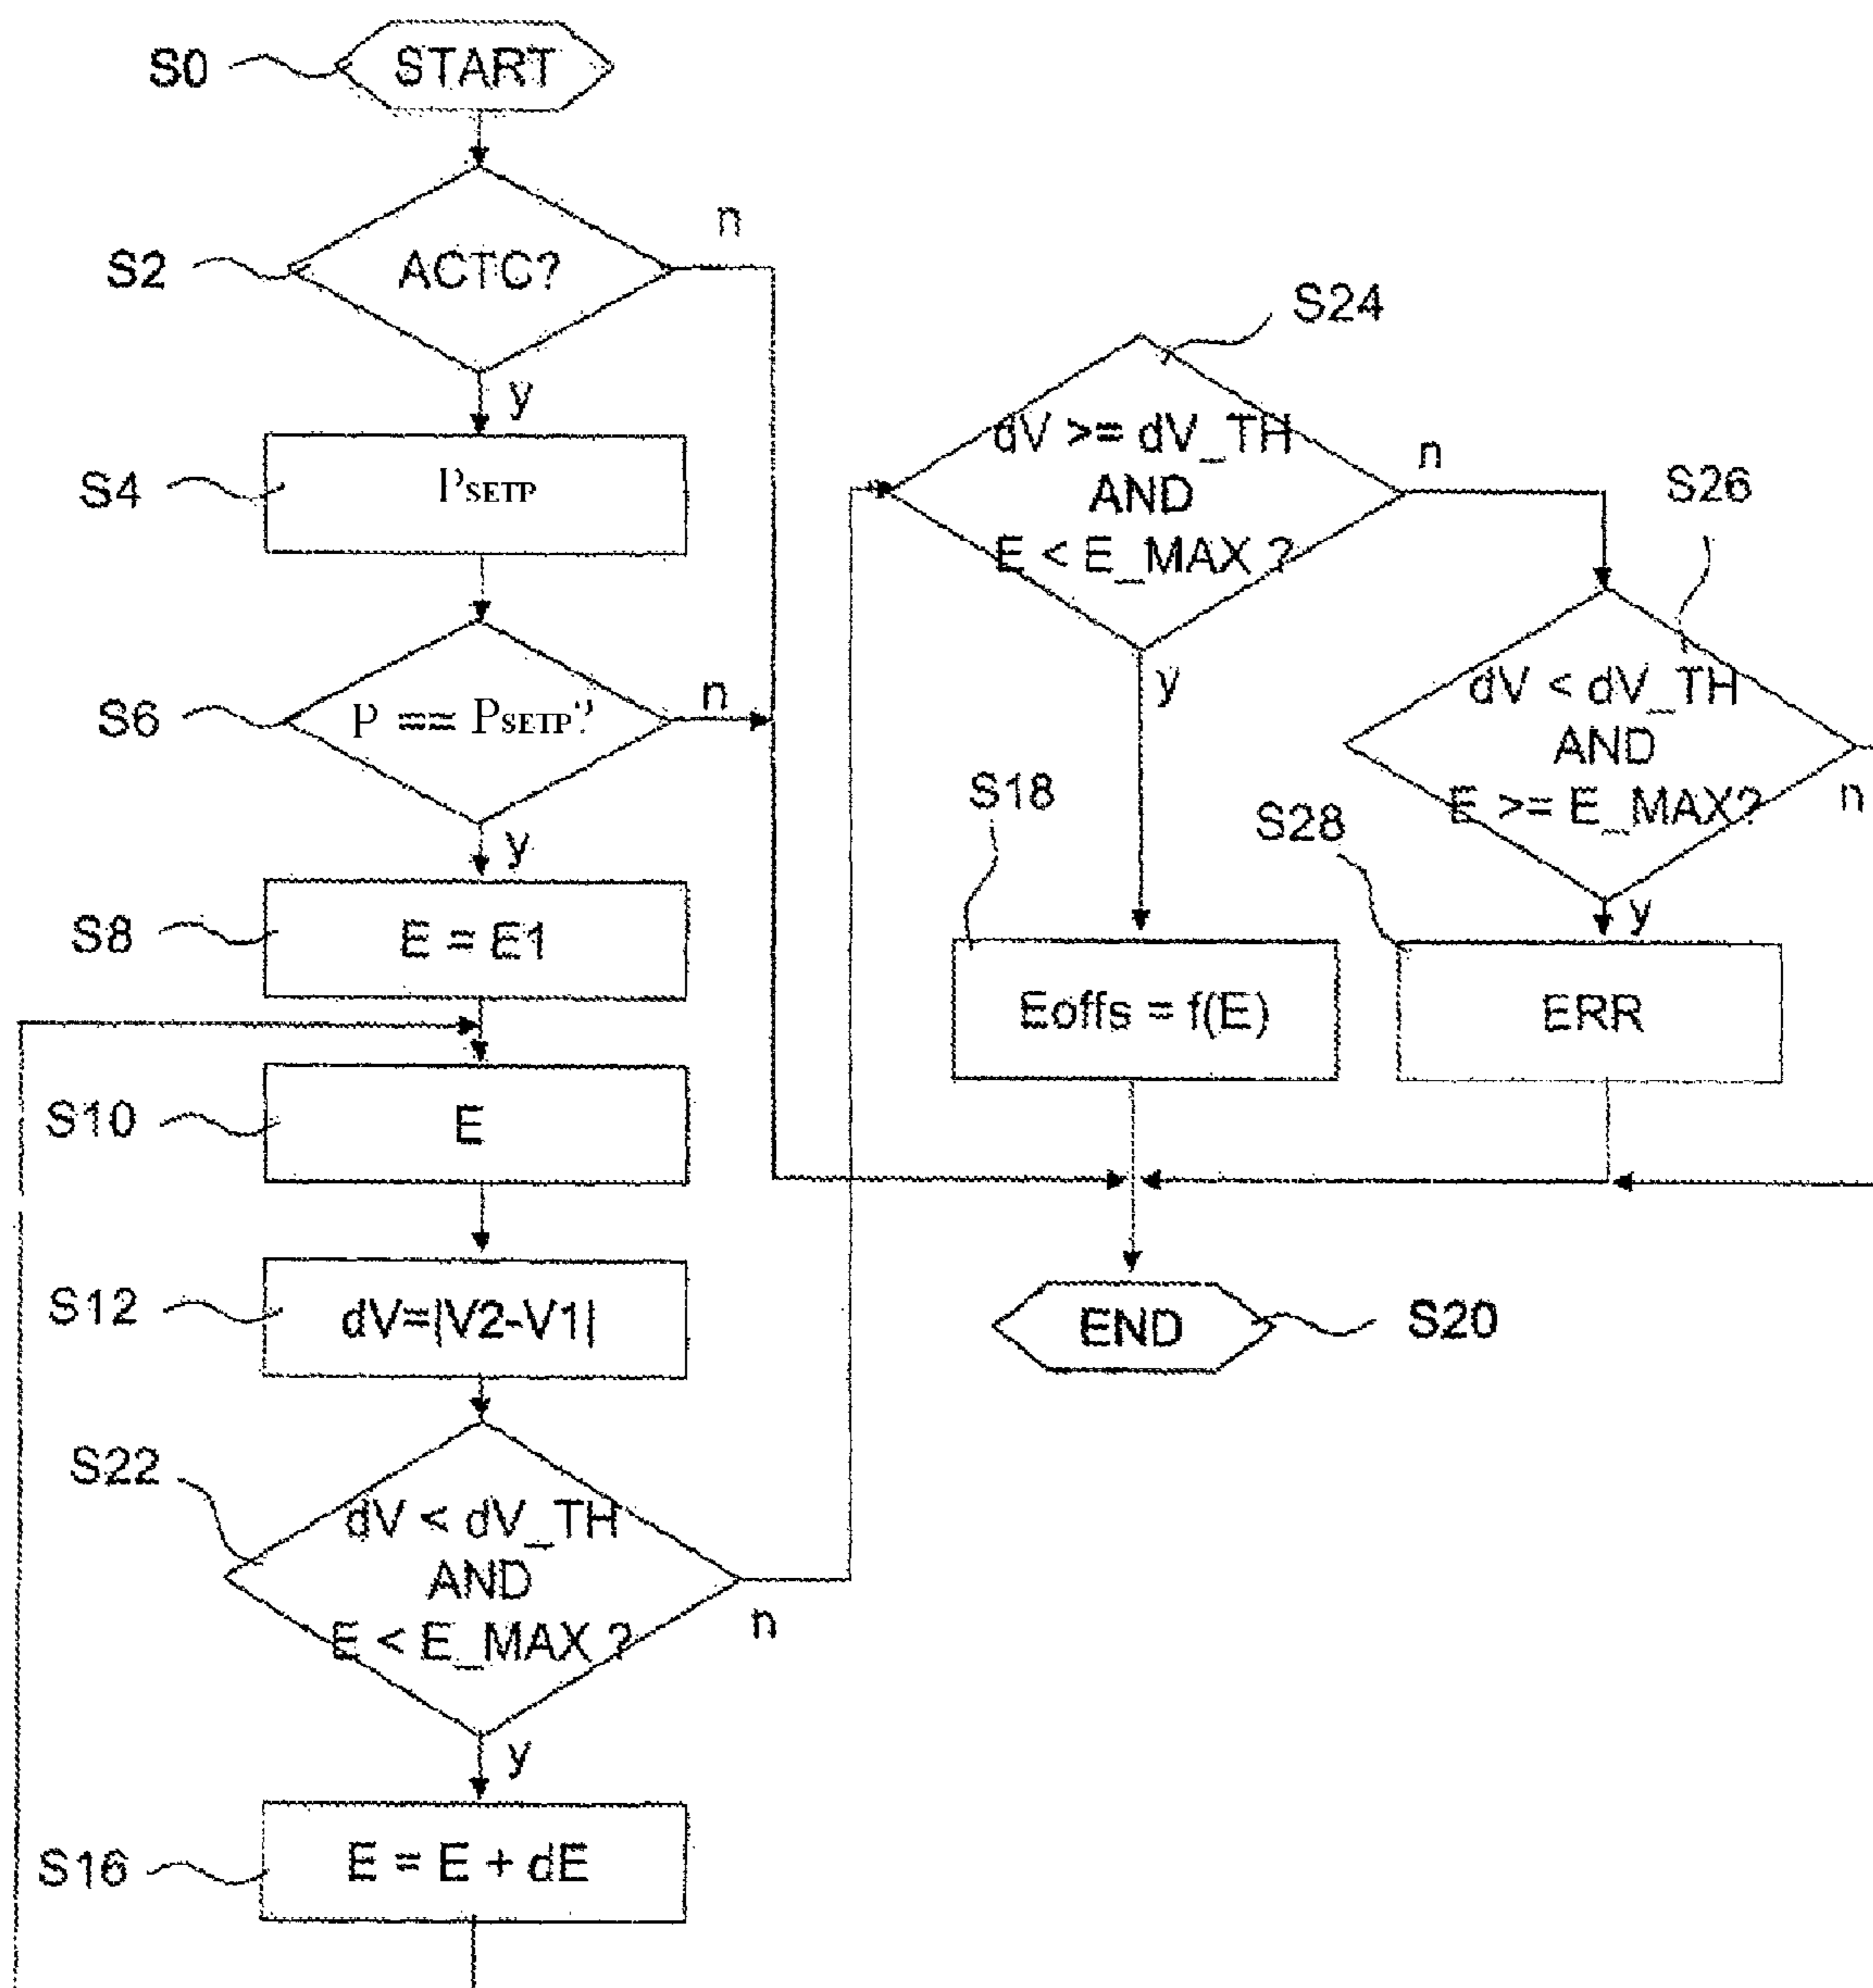 S0
START
S2
ACTC?
n
y
S4
PSETP
S6
P == PSETP?
n
y
S8
E = E1
S10
E
S12
dV=|V2-V1|
S22
dV < dV_TH
AND
E < E_MAX ?
n
y
S16
E = E + dE
S24
dV >= dV_TH
AND
E < E_MAX ?
n
y
S26
dV < dV_TH
AND
E >= E_MAX?
n
y
S18
Eoffs = f(E)
S28
ERR
END
S20